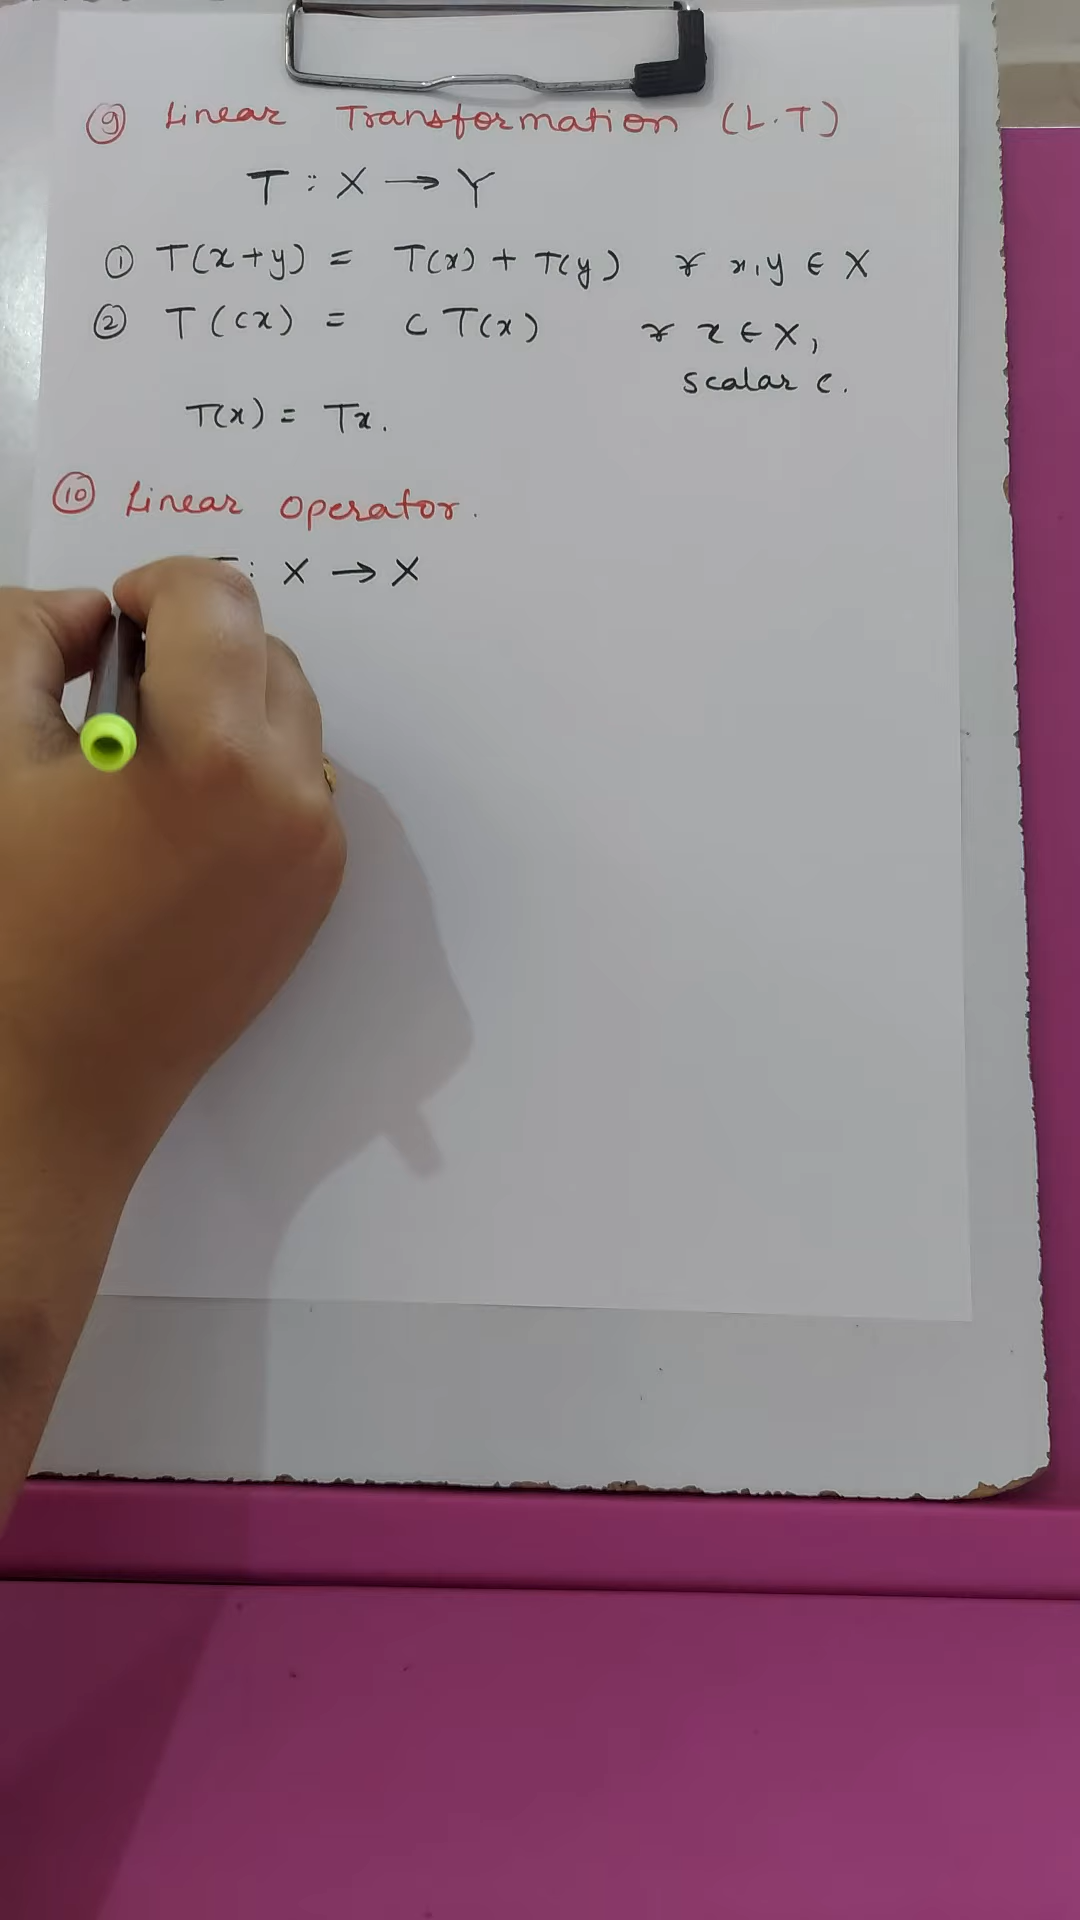 ⑨ Linear Transformation (L.T)
T : X → Y
① T(x+y) = T(x) + T(y) ∀ x,y ∈ X
② T(cx) = c T(x) ∀ x ∈ X,
scalar c.
T(x) = Tx.
⑩ Linear operator.
T: X → X